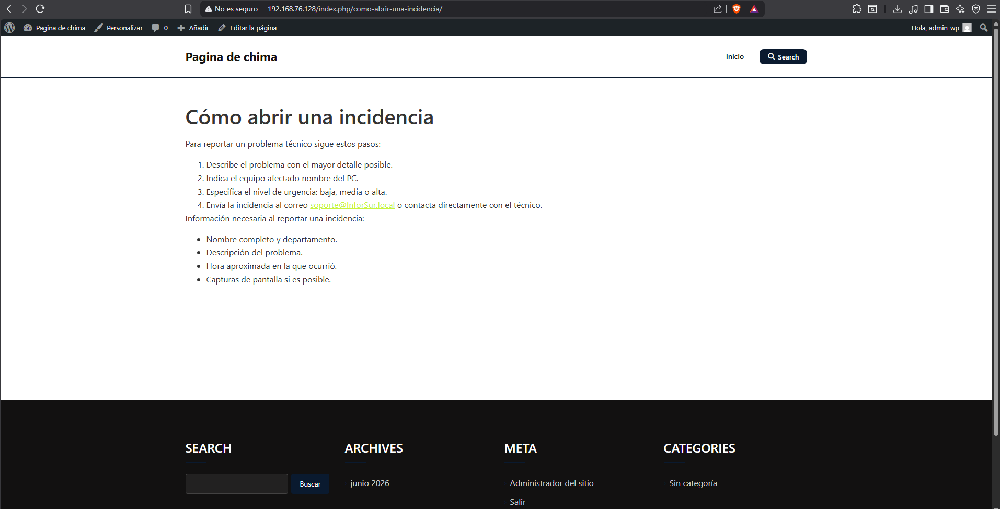 No es seguro 192.168.76.128/index.php/como-abrir-una-incidencia/
Pagina de chima Personalizar 0 Añadir Editar la página Hola, admin-wp
Pagina de chima Inicio Search
Cómo abrir una incidencia
Para reportar un problema técnico sigue estos pasos:
1. Describe el problema con el mayor detalle posible.
2. Indica el equipo afectado nombre del PC.
3. Especifica el nivel de urgencia: baja, media o alta.
4. Envía la incidencia al correo soporte@InforSur.local o contacta directamente con el técnico.
Información necesaria al reportar una incidencia:
• Nombre completo y departamento.
• Descripción del problema.
• Hora aproximada en la que ocurrió.
• Capturas de pantalla si es posible.
SEARCH ARCHIVES META CATEGORIES
Buscar junio 2026 Administrador del sitio Sin categoría
Salir